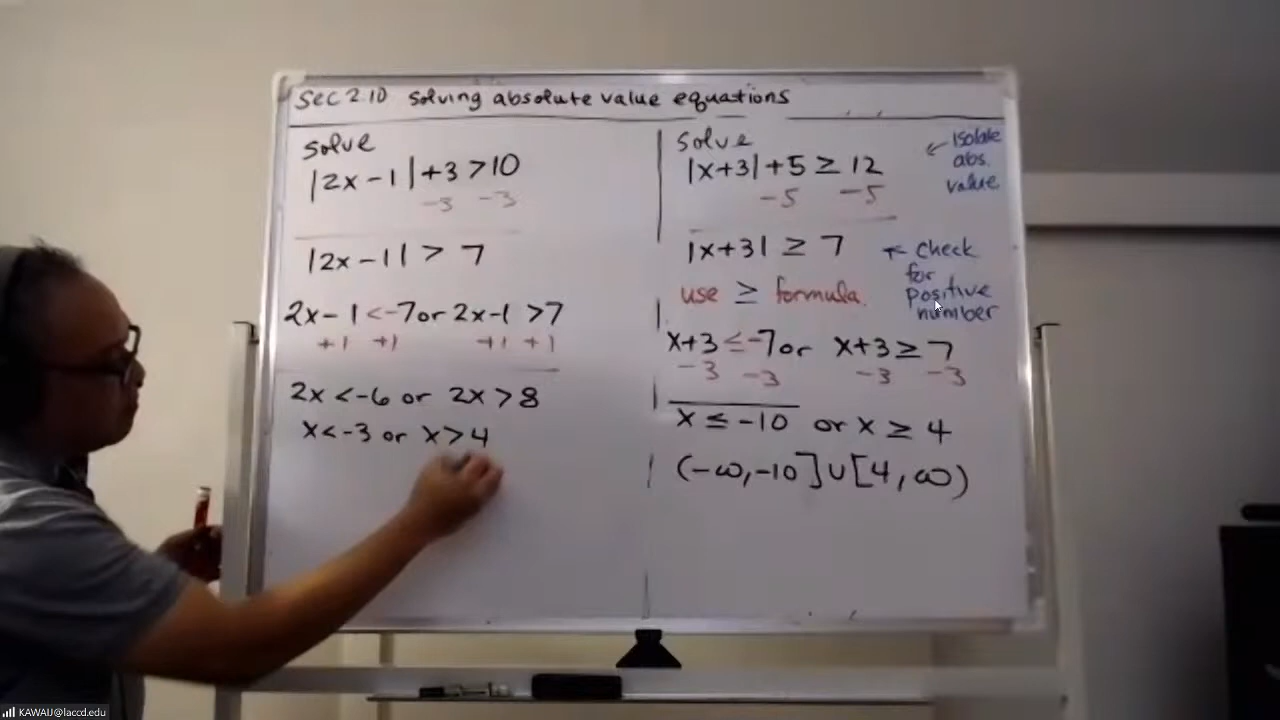 Sec 2.10 Solving absolute value equations
Solve
|2x - 1| + 3 > 10
-3 -3
|2x - 1| > 7
2x - 1 < -7 or 2x - 1 > 7
+1 +1 +1 +1
2x < -6 or 2x > 8
x < -3 or x > 4
Solve
|x+3| + 5 ≥ 12
-5 -5
← Isolate
abs.
value
|x+3| ≥ 7
← Check
for
positive
number
use ≥ formula.
x+3 ≤ -7 or x+3 ≥ 7
-3 -3 -3 -3
x ≤ -10 or x ≥ 4
(-∞, -10] ∪ [4, ∞)
KAWAIJ@laccd.edu